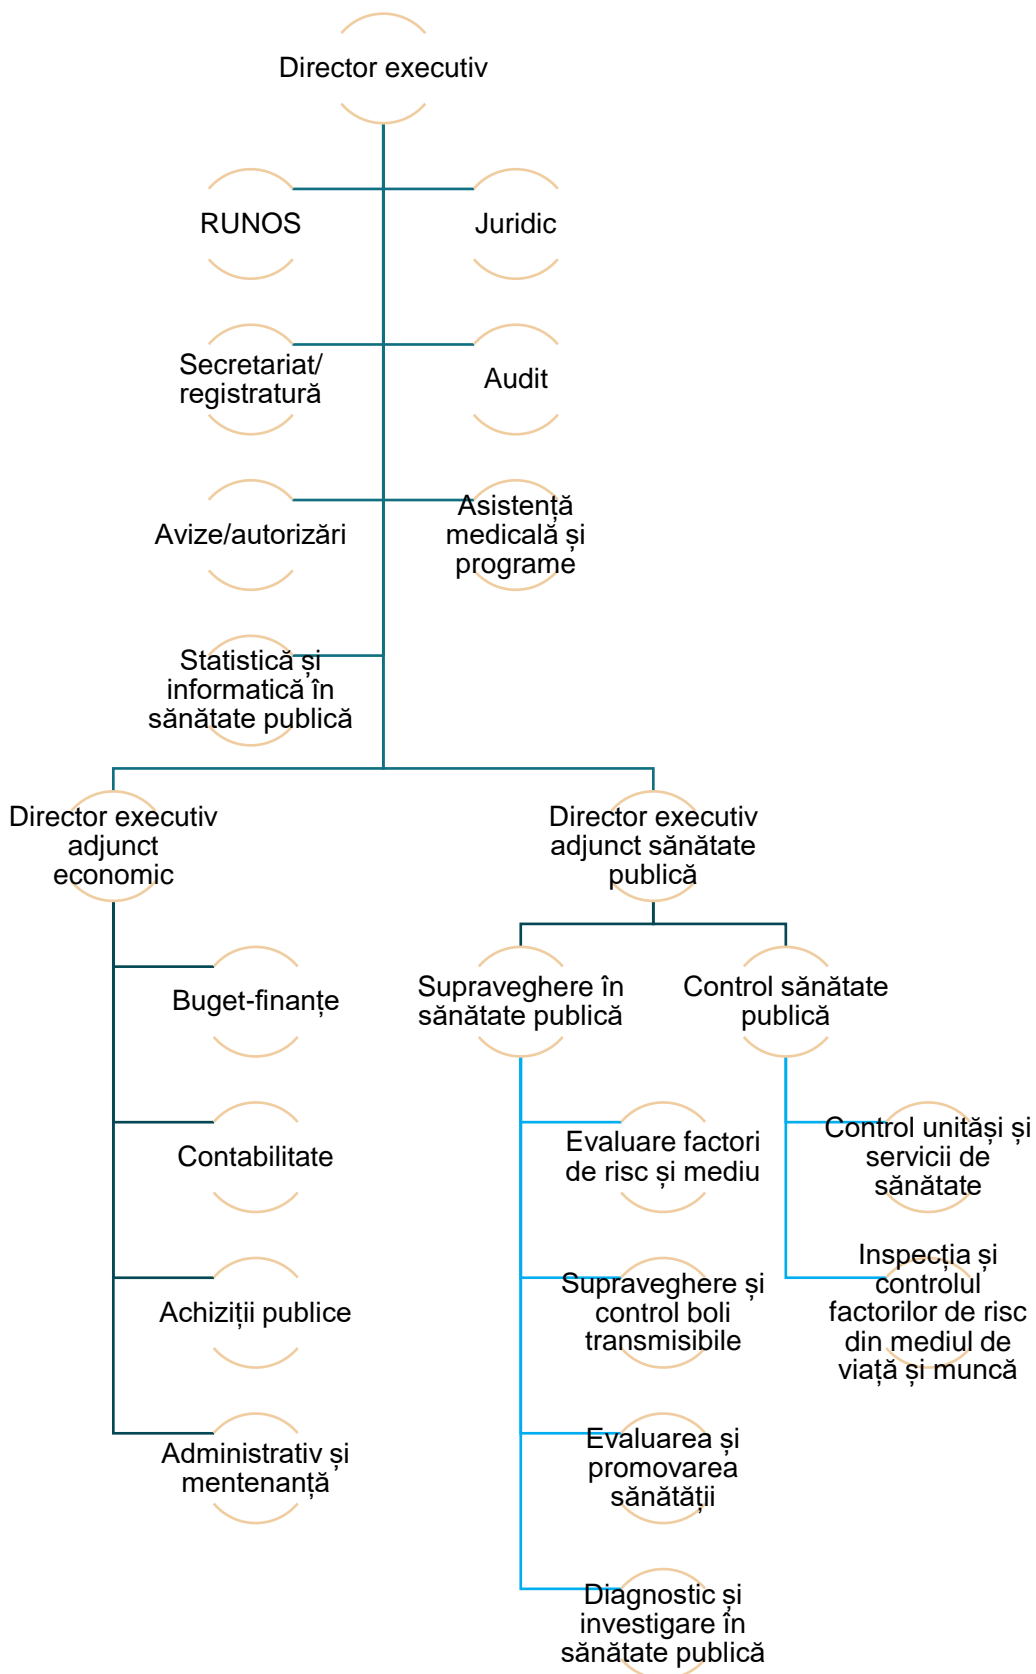 Director executiv
RUNOS
Juridic
Secretariat/
registratură
Audit
Avize/autorizări
Asistență
medicală și
programe
Statistică și
informatică în
sănătate publică
Director executiv
adjunct
economic
Director executiv
adjunct sănătate
publică
Buget-finanțe
Supraveghere în
sănătate publică
Control sănătate
publică
Contabilitate
Evaluare factori
de risc și mediu
Control unităși și
servicii de
sănătate
Achiziții publice
Supraveghere și
control boli
transmisibile
Inspecția și
controlul
factorilor de risc
din mediul de
viață și muncă
Administrativ și
mentenanță
Evaluarea și
promovarea
sănătății
Diagnostic și
investigare în
sănătate publică